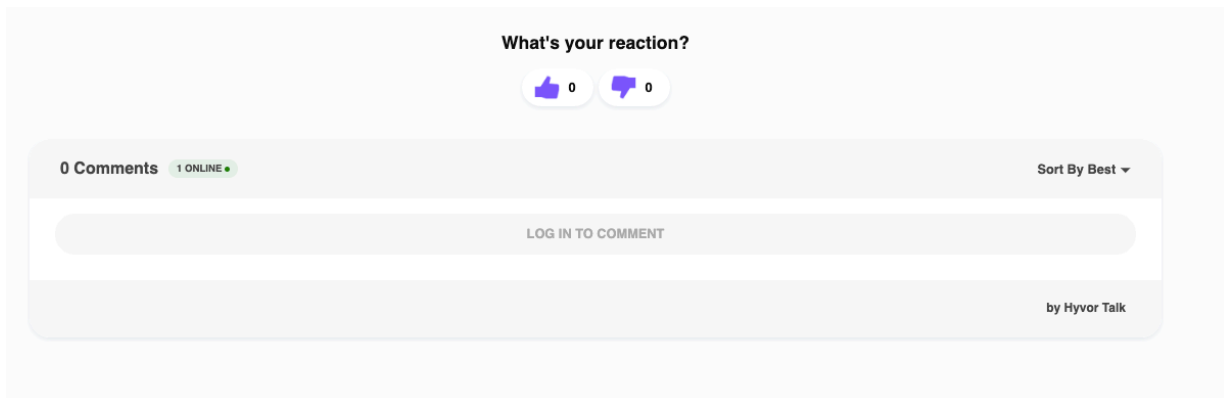 What's your reaction?
0 0
0 Comments 1 ONLINE Sort By Best
LOG IN TO COMMENT
by Hyvor Talk